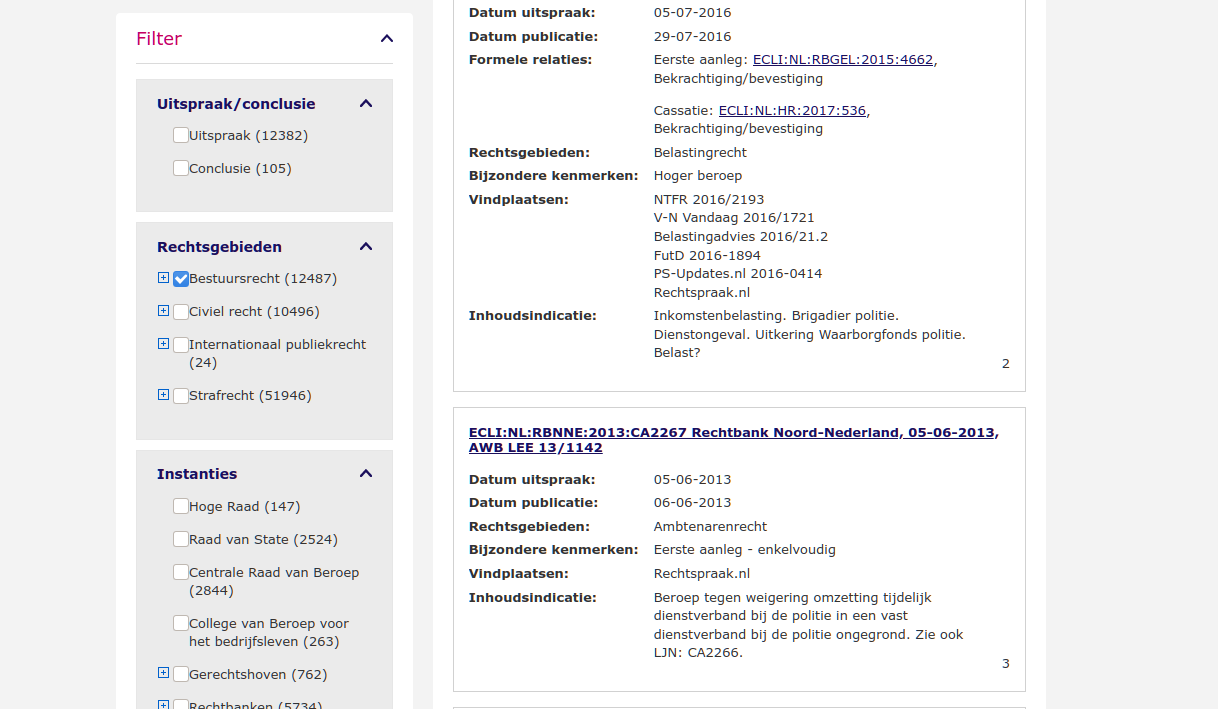 Filter
Uitspraak/conclusie
Uitspraak (12382)
Conclusie (105)
Rechtsgebieden
Bestuursrecht (12487)
Civiel recht (10496)
Internationaal publiekrecht
(24)
Strafrecht (51946)
Instanties
Hoge Raad (147)
Raad van State (2524)
Centrale Raad van Beroep
(2844)
College van Beroep voor
het bedrijfsleven (263)
Gerechtshoven (762)
Rechtbanken (5734)
Datum uitspraak: 05-07-2016
Datum publicatie: 29-07-2016
Formele relaties: Eerste aanleg: ECLI:NL:RBGEL:2015:4662,
Bekrachtiging/bevestiging
Cassatie: ECLI:NL:HR:2017:536,
Bekrachtiging/bevestiging
Rechtsgebieden: Belastingrecht
Bijzondere kenmerken: Hoger beroep
Vindplaatsen: NTFR 2016/2193
V-N Vandaag 2016/1721
Belastingadvies 2016/21.2
FutD 2016-1894
PS-Updates.nl 2016-0414
Rechtspraak.nl
Inhoudsindicatie: Inkomstenbelasting. Brigadier politie.
Dienstongeval. Uitkering Waarborgfonds politie.
Belast?
2
ECLI:NL:RBNNE:2013:CA2267 Rechtbank Noord-Nederland, 05-06-2013,
AWB LEE 13/1142
Datum uitspraak: 05-06-2013
Datum publicatie: 06-06-2013
Rechtsgebieden: Ambtenarenrecht
Bijzondere kenmerken: Eerste aanleg - enkelvoudig
Vindplaatsen: Rechtspraak.nl
Inhoudsindicatie: Beroep tegen weigering omzetting tijdelijk
dienstverband bij de politie in een vast
dienstverband bij de politie ongegrond. Zie ook
LJN: CA2266.
3